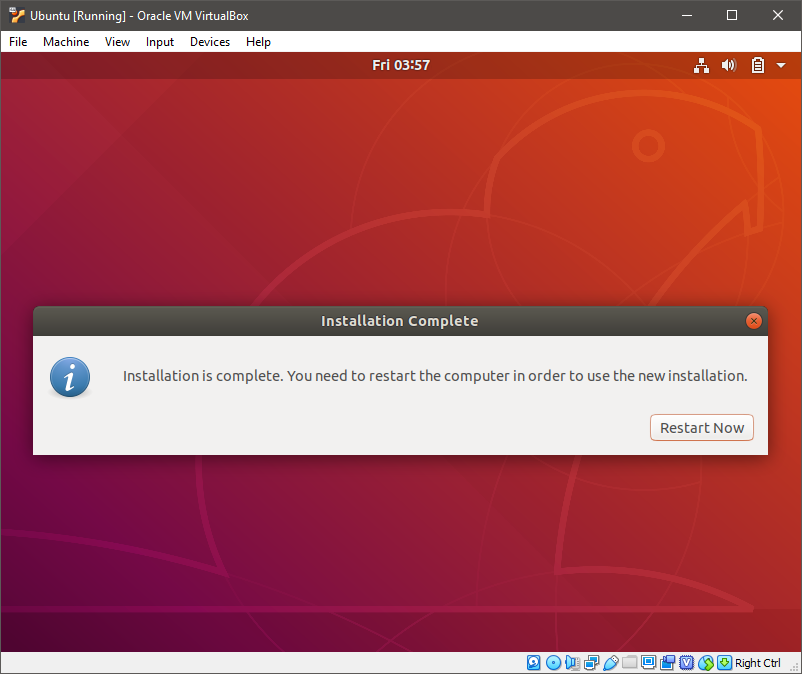 Ubuntu [Running] - Oracle VM VirtualBox
File Machine View Input Devices Help
Fri 03:57
Installation Complete
Installation is complete. You need to restart the computer in order to use the new installation.
Restart Now
Right Ctrl